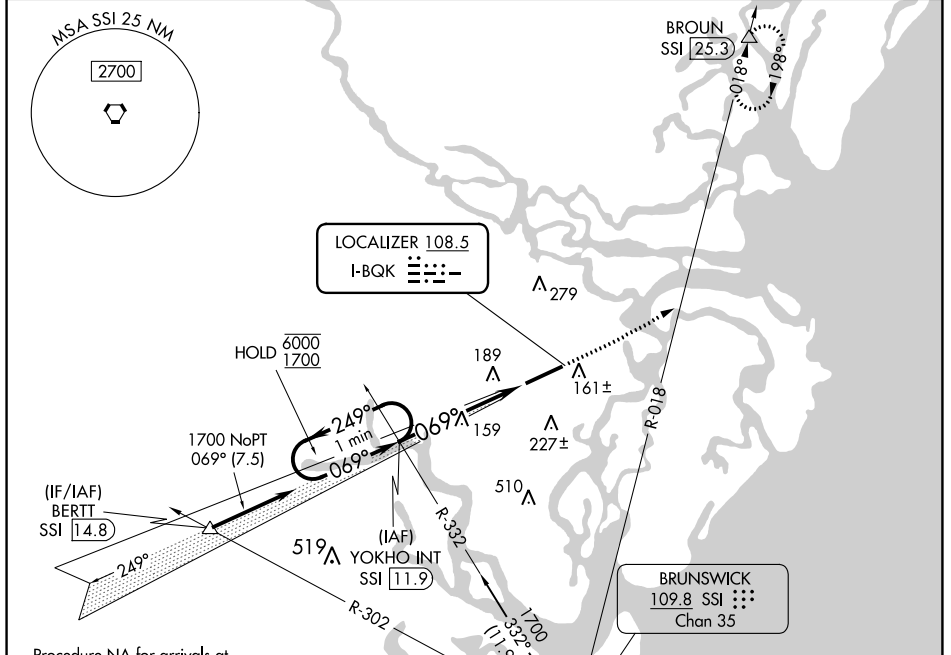 MSA SSI 25 NM
2700
BROUN
SSI 25.3
018°
198°
LOCALIZER 108.5
I-BQK
279
HOLD 6000
1700
189
161±
R-018
249°
1 min
069°
069°
159
227±
1700 NoPT
069° (7.5)
(IF/IAF)
BERTT
SSI 14.8
510
R-332
249°
519
(IAF)
YOKHO INT
SSI 11.9
R-302
1700
332°
(11.9
BRUNSWICK
109.8 SSI
Chan 35
Procedure NA for arrivals at